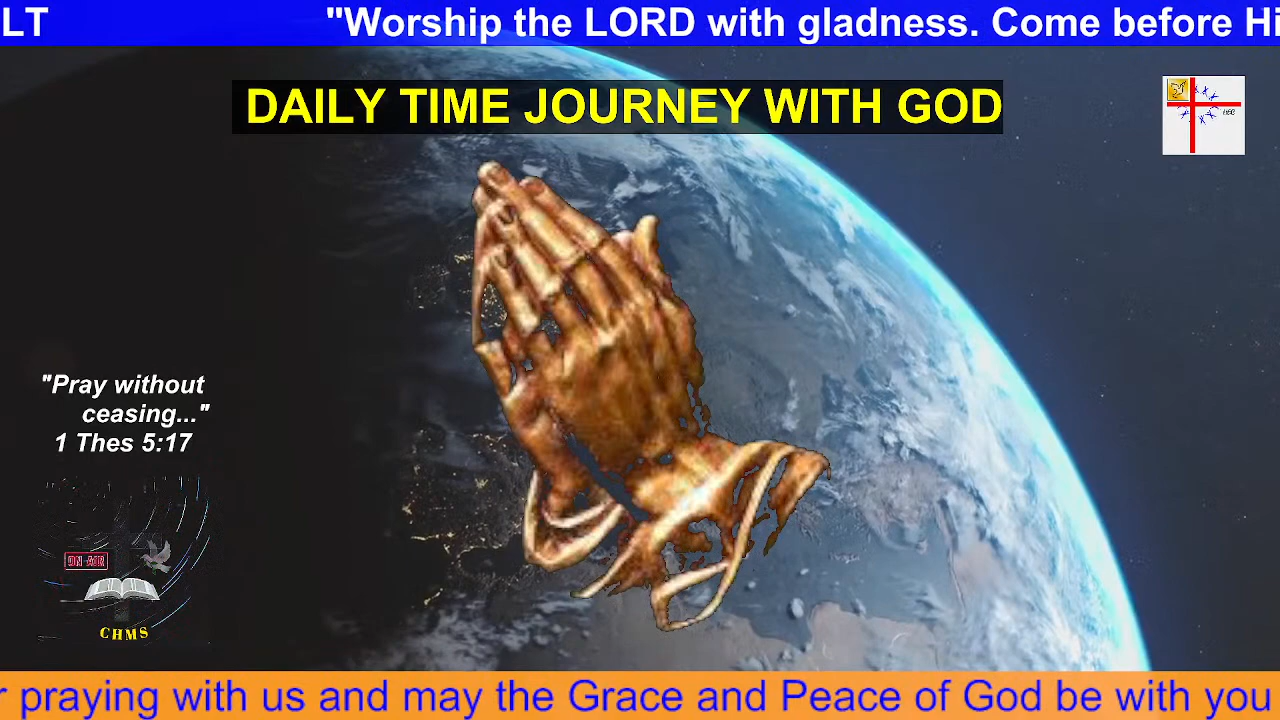 LT "Worship the LORD with gladness. Come before Hi
DAILY TIME JOURNEY WITH GOD
"Pray without
ceasing..."
1 Thes 5:17
ON AIR
CHMS
r praying with us and may the Grace and Peace of God be with you